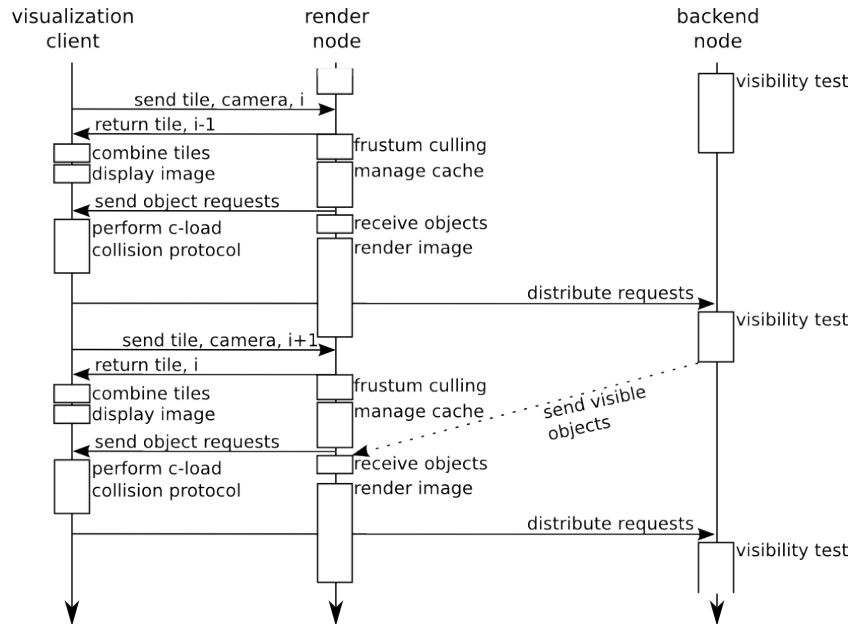 visualization
client
render
node
backend
node
visibility test
send tile, camera, i
return tile, i-1
frustum culling
combine tiles
manage cache
display image
send object requests
receive objects
perform c-load
collision protocol
render image
distribute requests
visibility test
send tile, camera, i+1
return tile, i
frustum culling
combine tiles
manage cache
display image
send visible
objects
send object requests
receive objects
perform c-load
collision protocol
render image
distribute requests
visibility test